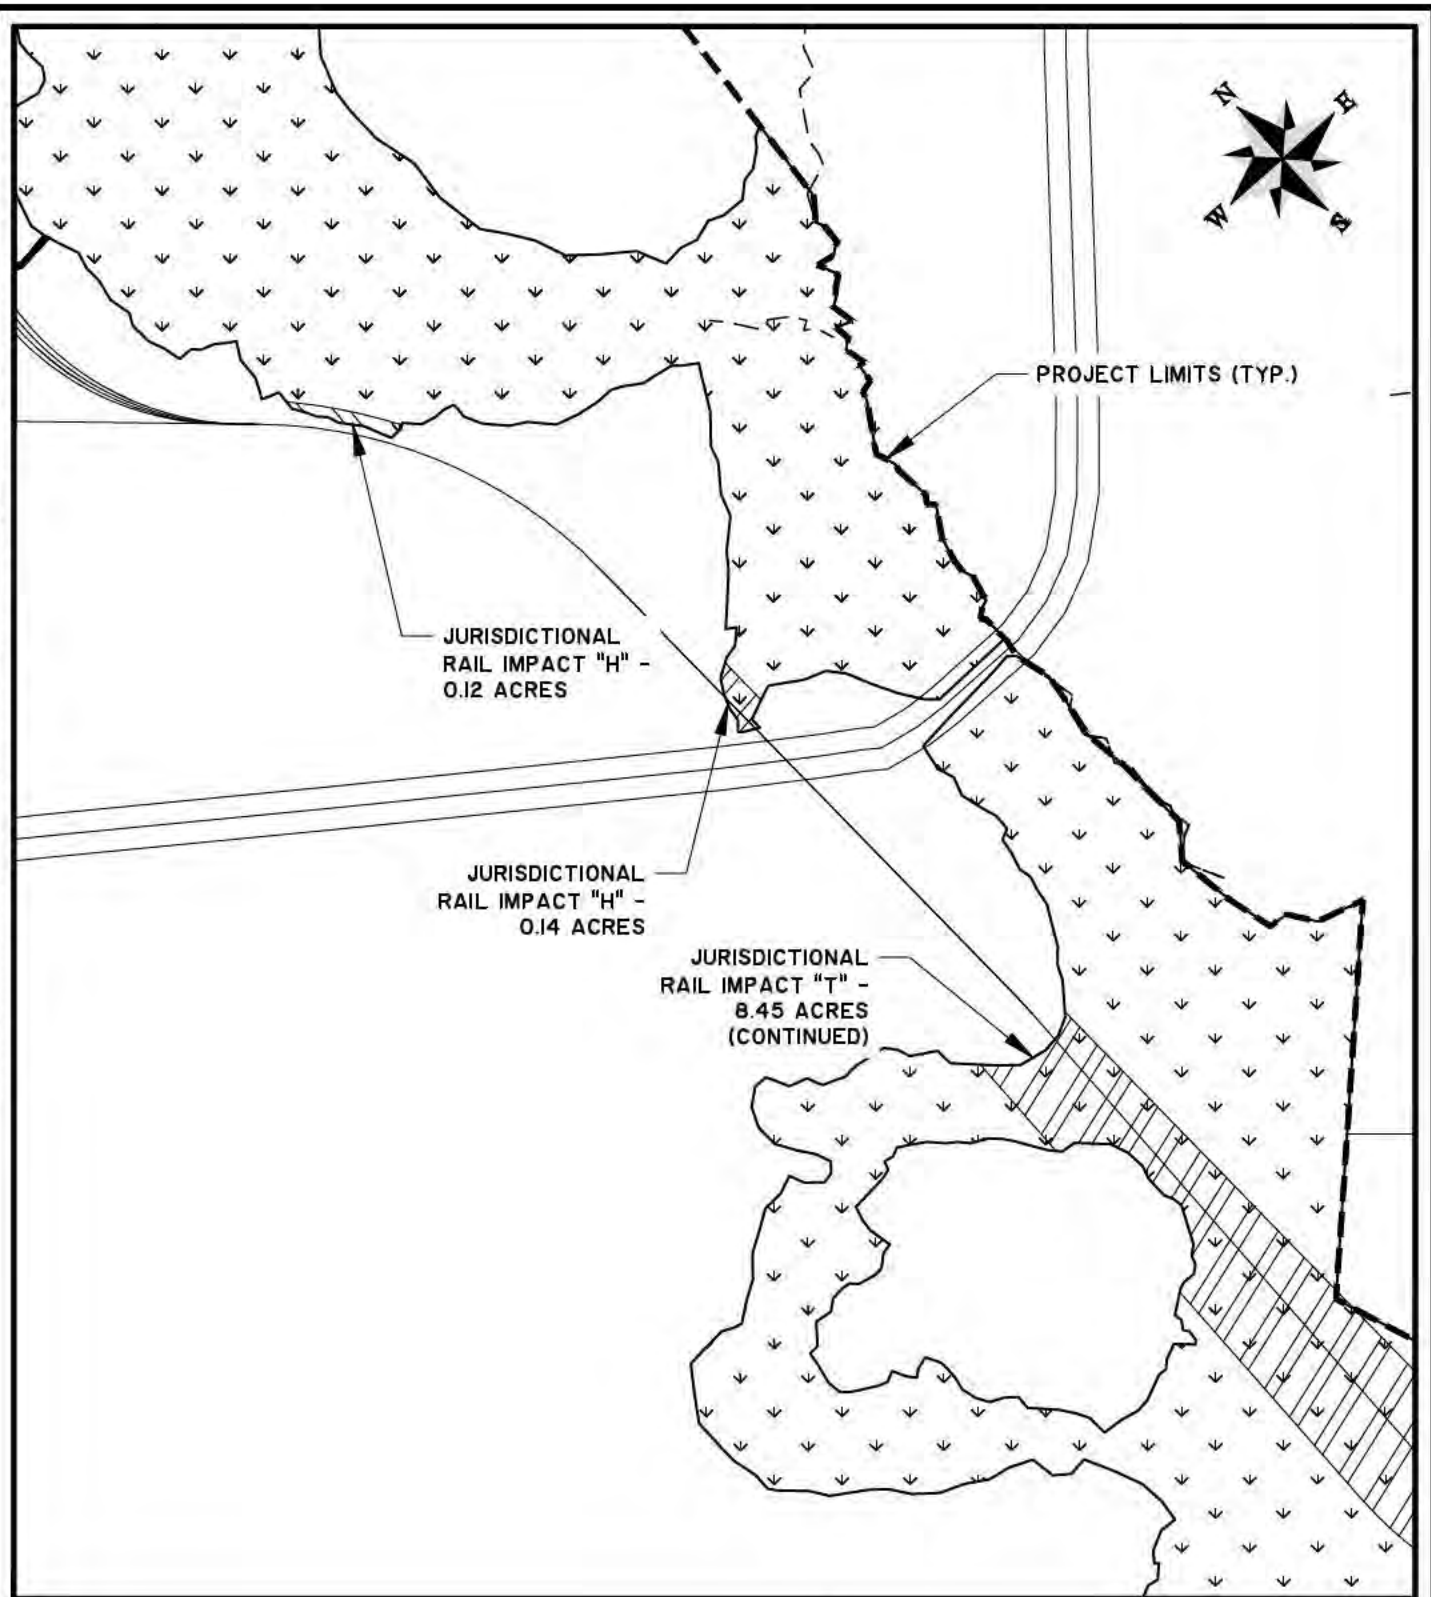 N
E
W
S
PROJECT LIMITS (TYP.)
JURISDICTIONAL
RAIL IMPACT "H" -
0.12 ACRES
JURISDICTIONAL
RAIL IMPACT "H" -
0.14 ACRES
JURISDICTIONAL
RAIL IMPACT "T" -
8.45 ACRES
(CONTINUED)